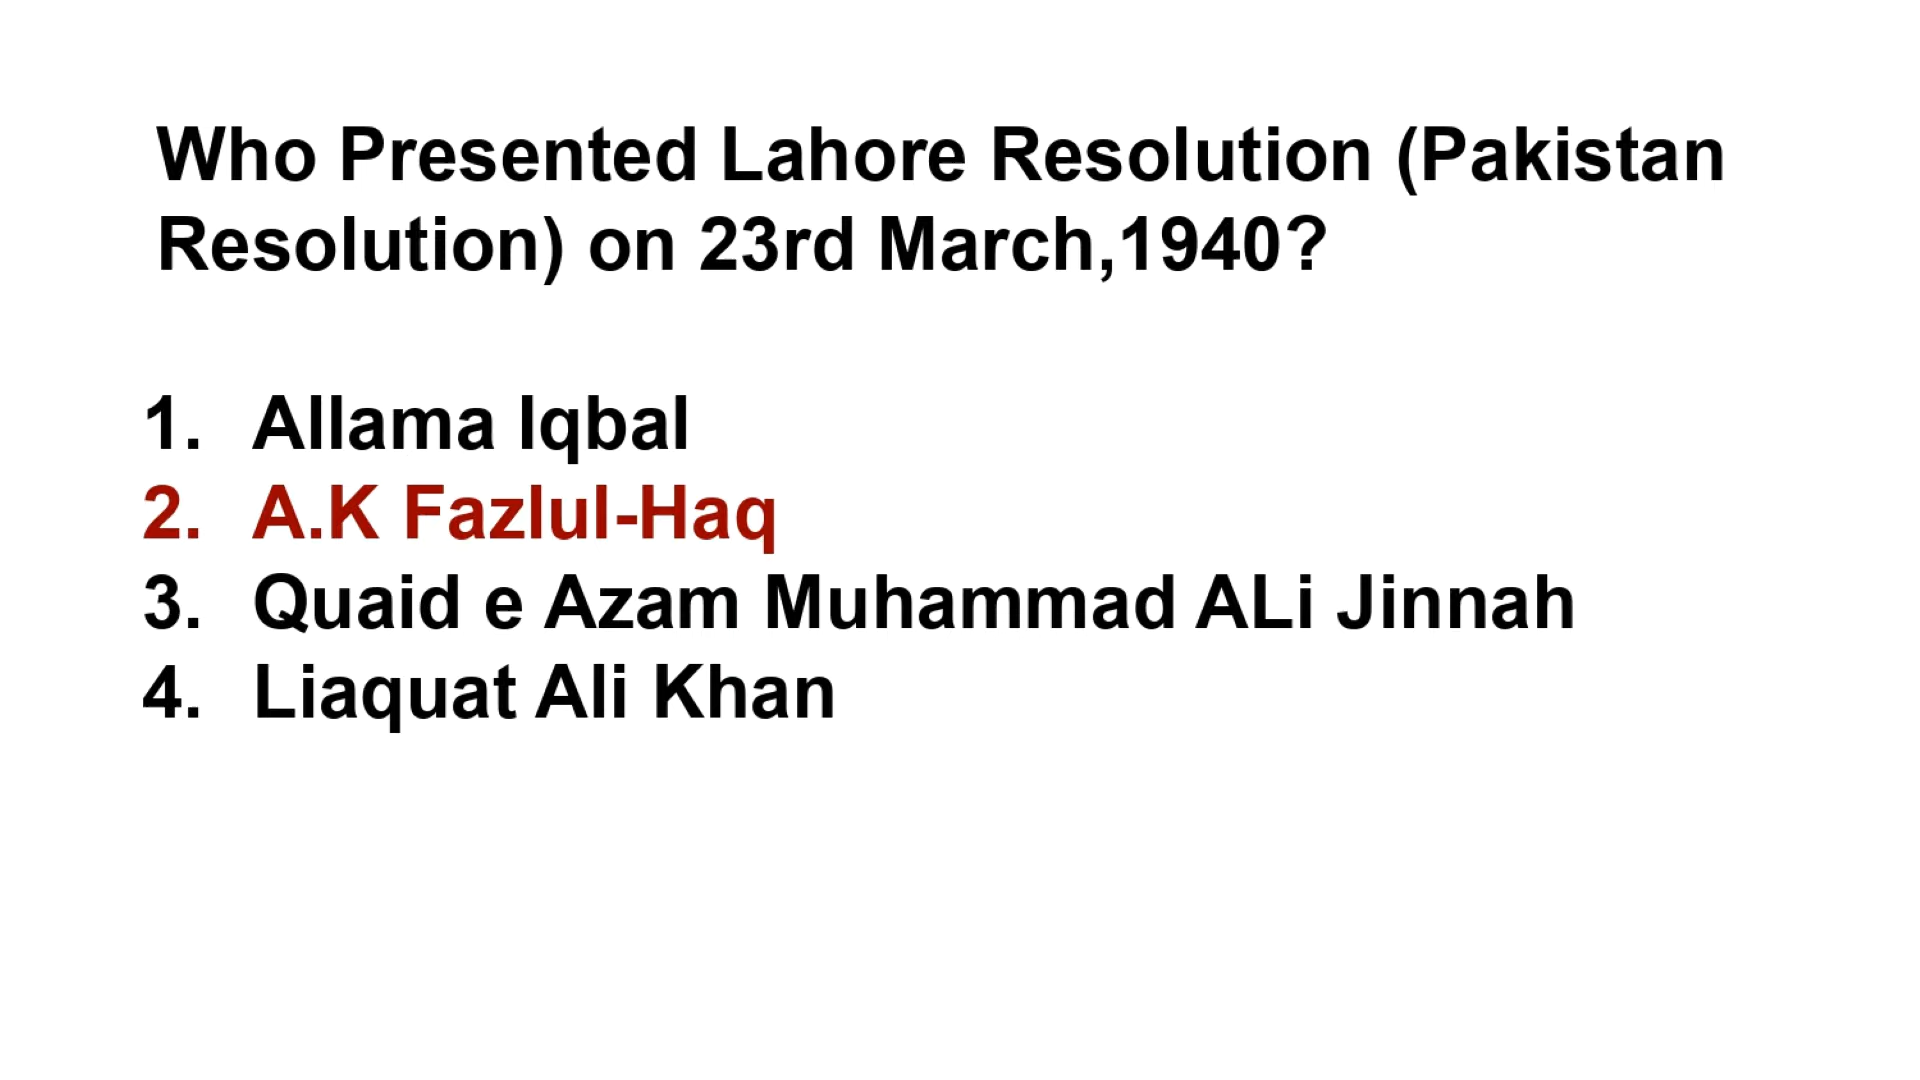 Who Presented Lahore Resolution (Pakistan
Resolution) on 23rd March,1940?
1. Allama Iqbal
2. A.K Fazlul-Haq
3. Quaid e Azam Muhammad ALi Jinnah
4. Liaquat Ali Khan